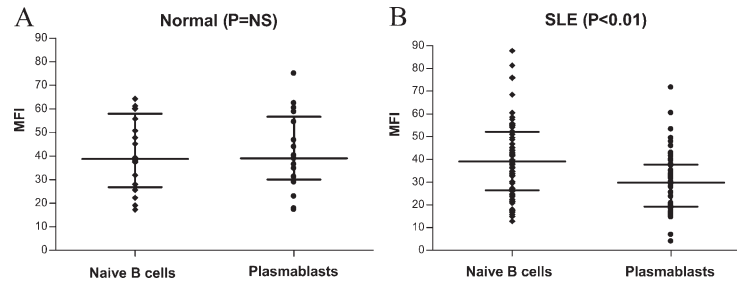 A
Normal (P=NS)
MFI
90
80
70
60
50
40
30
20
10
0
Naive B cells
Plasmablasts
B
SLE (P<0.01)
MFI
90
80
70
60
50
40
30
20
10
0
Naive B cells
Plasmablasts